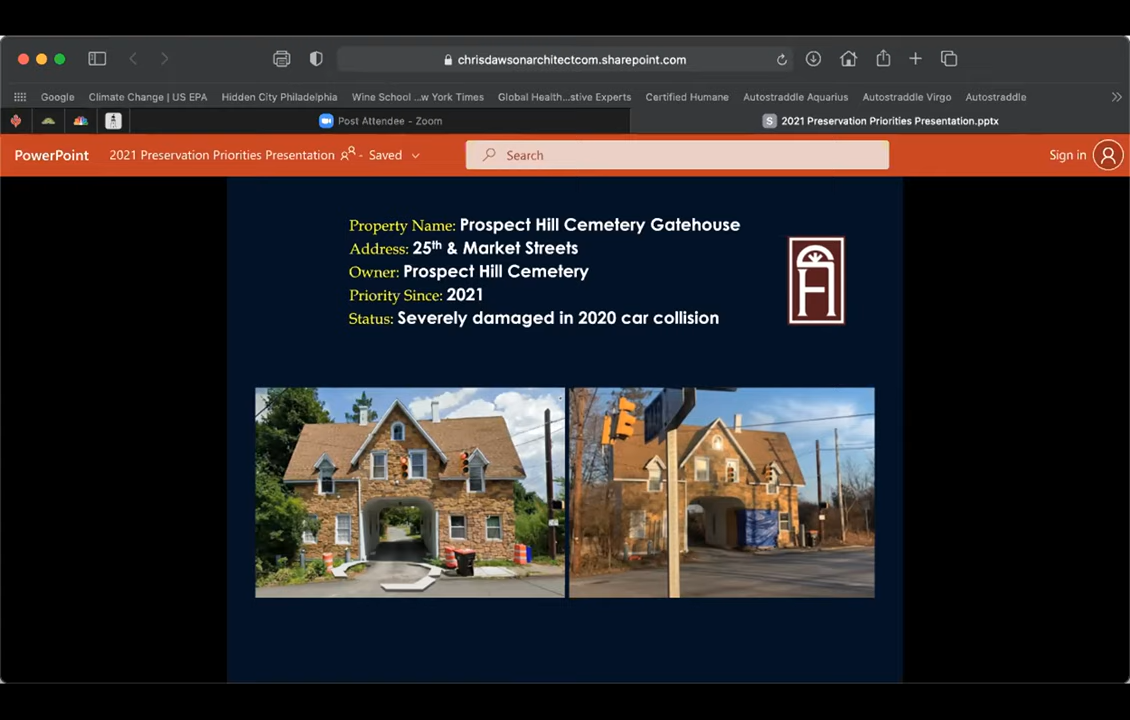 chrisdawsonarchitectcom.sharepoint.com
Google Climate Change | US EPA Hidden City Philadelphia Wine School ...w York Times Global Health...stive Experts Certified Humane Autostraddle Aquarius Autostraddle Virgo Autostraddle
Post Attendee - Zoom
S 2021 Preservation Priorities Presentation.pptx
PowerPoint 2021 Preservation Priorities Presentation - Saved Search Sign in
Property Name: Prospect Hill Cemetery Gatehouse
Address: 25th & Market Streets
Owner: Prospect Hill Cemetery
Priority Since: 2021
Status: Severely damaged in 2020 car collision